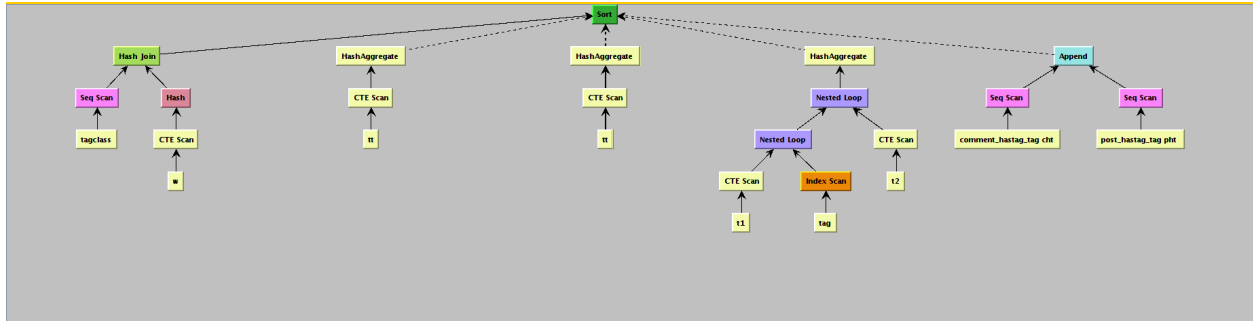 Sort
Hash Join
HashAggregate
HashAggregate
HashAggregate
Append
Seq Scan
Hash
CTE Scan
CTE Scan
Nested Loop
Seq Scan
Seq Scan
tagclass
CTE Scan
tt
tt
Nested Loop
CTE Scan
comment_hastag_tag cht
post_hastag_tag pht
w
CTE Scan
Index Scan
t2
t1
tag